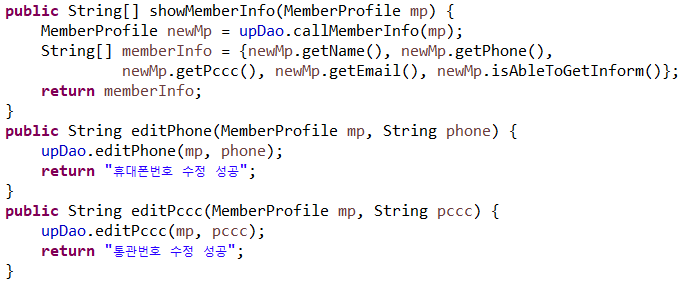 public String[] showMemberInfo(MemberProfile mp) {
    MemberProfile newMp = upDao.callMemberInfo(mp);
    String[] memberInfo = {newMp.getName(), newMp.getPhone(),
            newMp.getPccc(), newMp.getEmail(), newMp.isAbleToGetInform()};
    return memberInfo;
}
public String editPhone(MemberProfile mp, String phone) {
    upDao.editPhone(mp, phone);
    return "휴대폰번호 수정 성공";
}
public String editPccc(MemberProfile mp, String pccc) {
    upDao.editPccc(mp, pccc);
    return "통관번호 수정 성공";
}